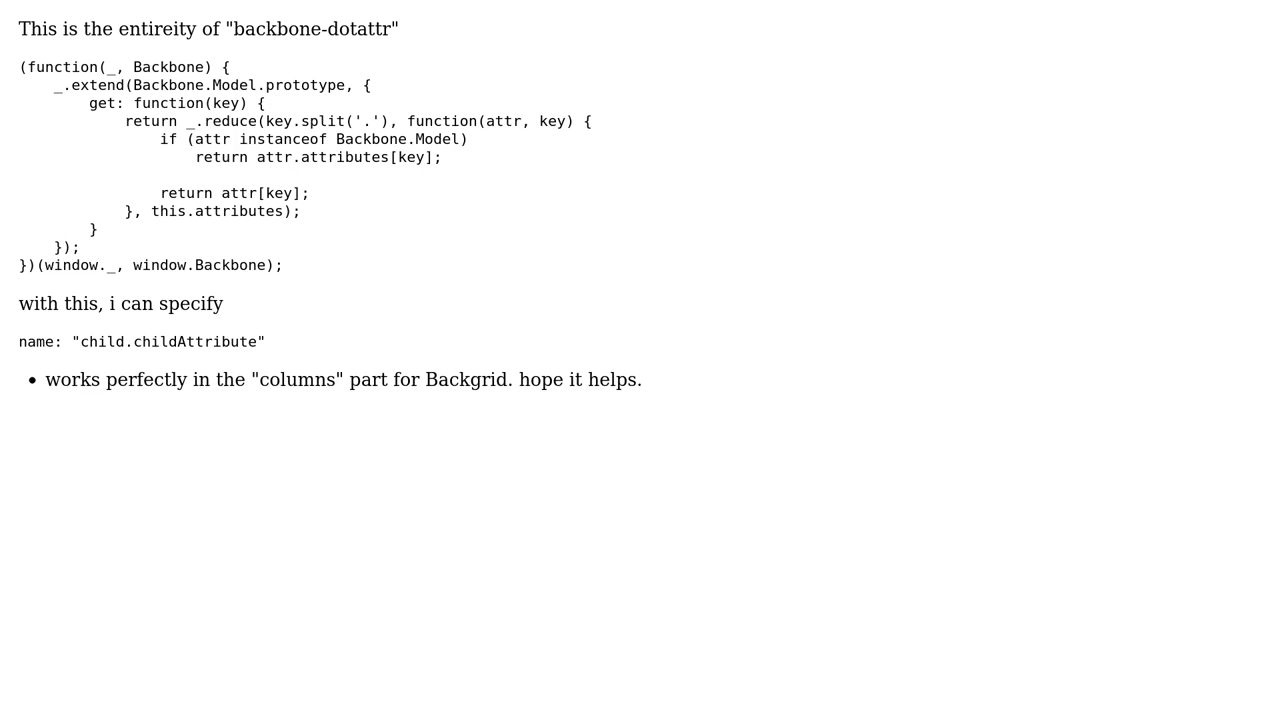 This is the entireity of "backbone-dotattr"
(function(_, Backbone) {
    _.extend(Backbone.Model.prototype, {
        get: function(key) {
            return _.reduce(key.split('.'), function(attr, key) {
                if (attr instanceof Backbone.Model)
                    return attr.attributes[key];

                return attr[key];
            }, this.attributes);
        }
    });
})(window._, window.Backbone);
with this, i can specify
name: "child.childAttribute"
• works perfectly in the "columns" part for Backgrid. hope it helps.